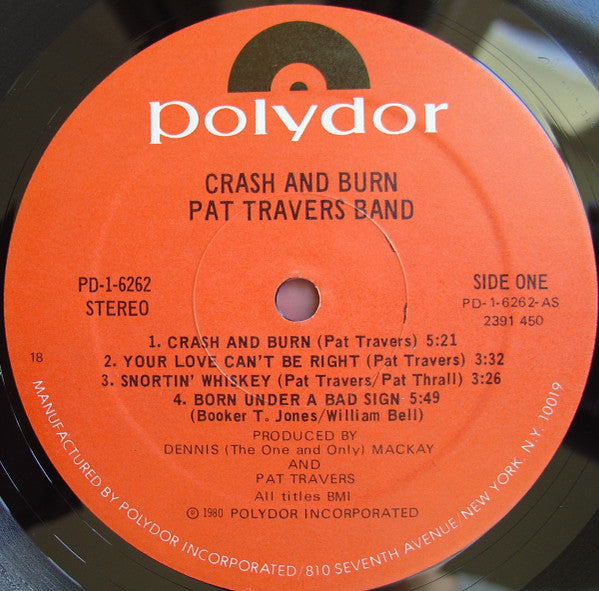 polydor
CRASH AND BURN
PAT TRAVERS BAND
PD-1-6262
STEREO
SIDE ONE
PD-1-6262-AS
2391 450
1. CRASH AND BURN (Pat Travers) 5:21
2. YOUR LOVE CAN'T BE RIGHT (Pat Travers) 3:32
3. SNORTIN' WHISKEY (Pat Travers/Pat Thrall) 3:26
4. BORN UNDER A BAD SIGN 5:49
(Booker T. Jones/William Bell)
18
PRODUCED BY
DENNIS (The One and Only) MACKAY
AND
PAT TRAVERS
All titles BMI
℗ 1980 POLYDOR INCORPORATED
MANUFACTURED BY POLYDOR INCORPORATED/810 SEVENTH AVENUE/NEW YORK, N.Y. 10019